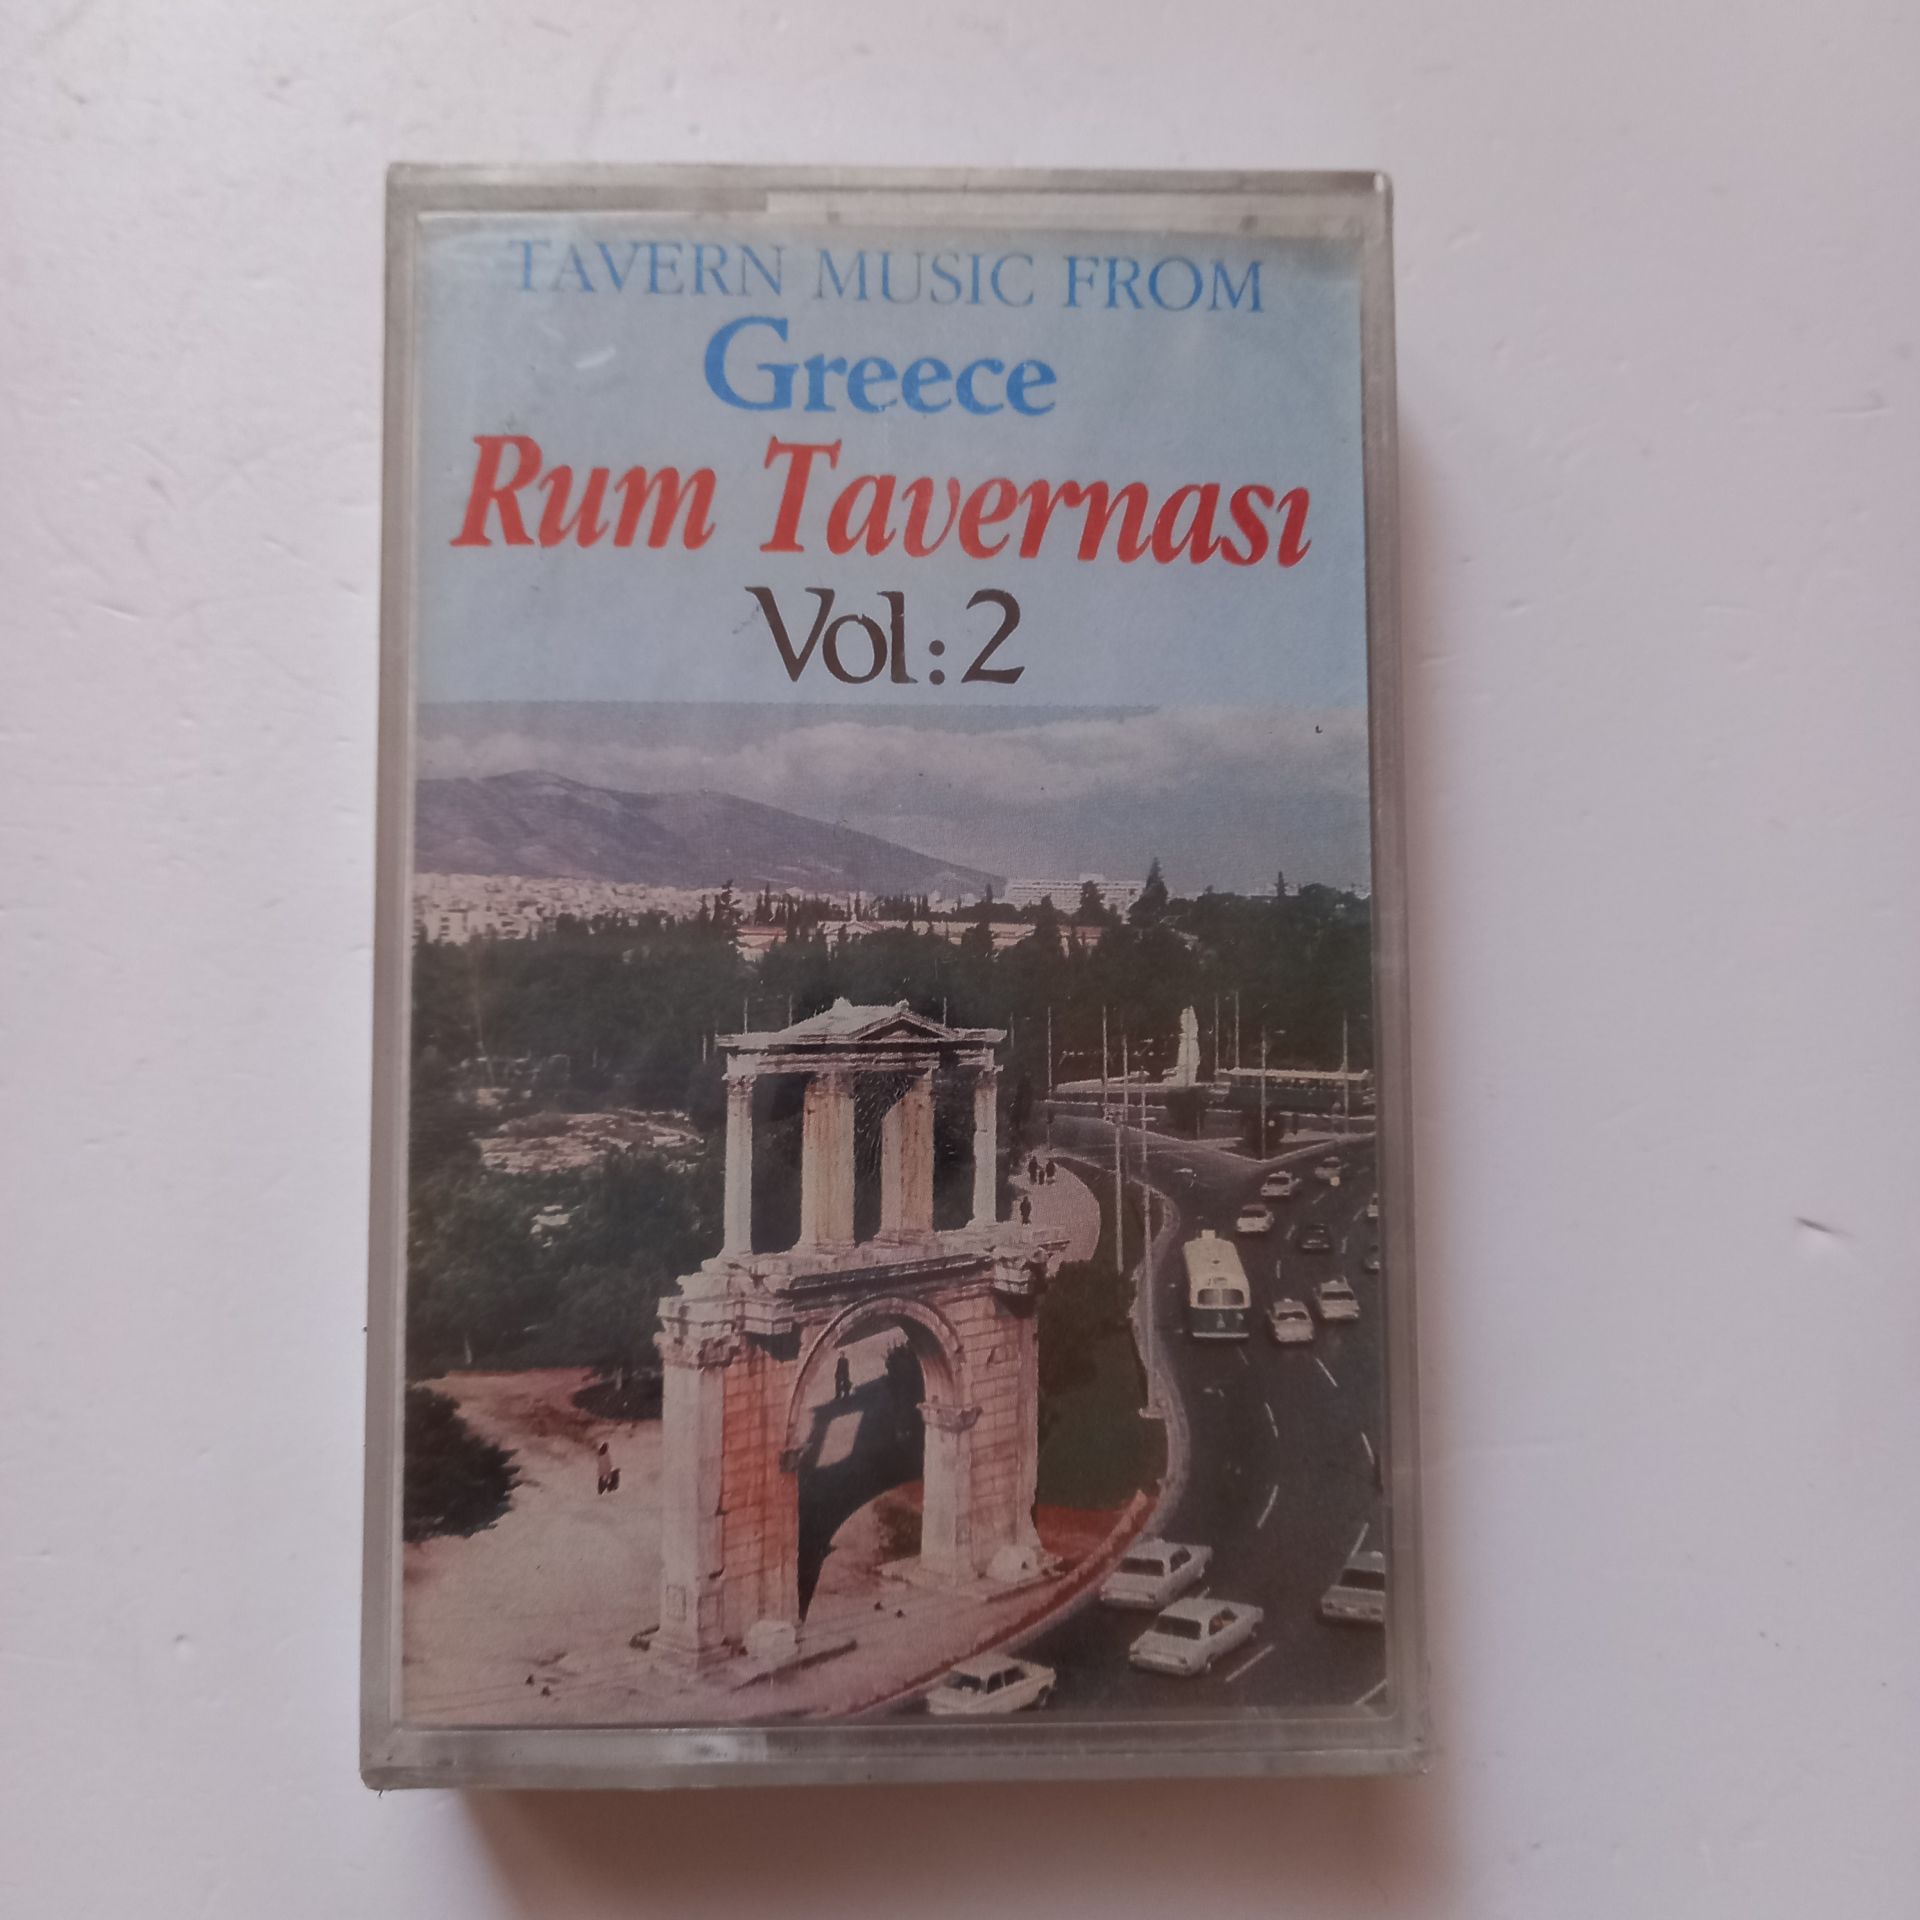 TAVERN MUSIC FROM
Greece
Rum Tavernası
Vol:2